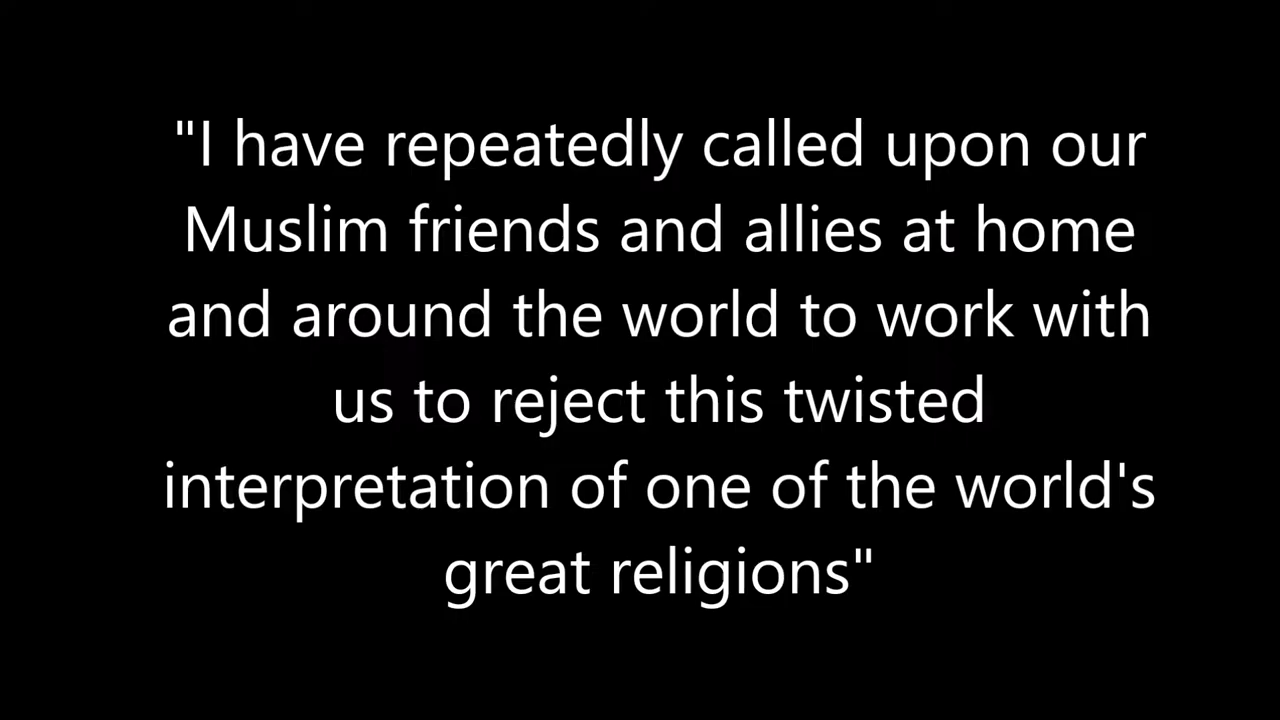 "I have repeatedly called upon our
Muslim friends and allies at home
and around the world to work with
us to reject this twisted
interpretation of one of the world's
great religions"